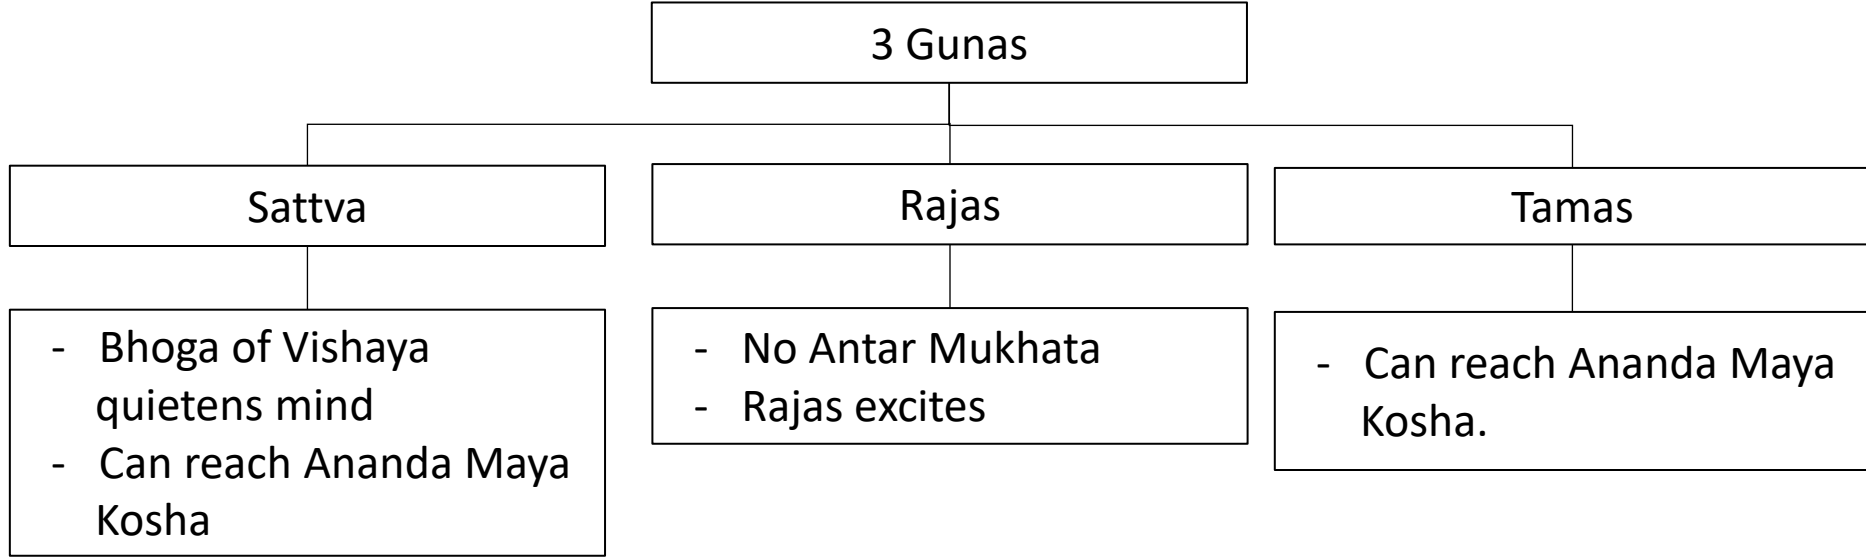 3 Gunas
Sattva
Rajas
Tamas
- Bhoga of Vishaya
quietens mind
- Can reach Ananda Maya
Kosha
- No Antar Mukhata
- Rajas excites
- Can reach Ananda Maya
Kosha.